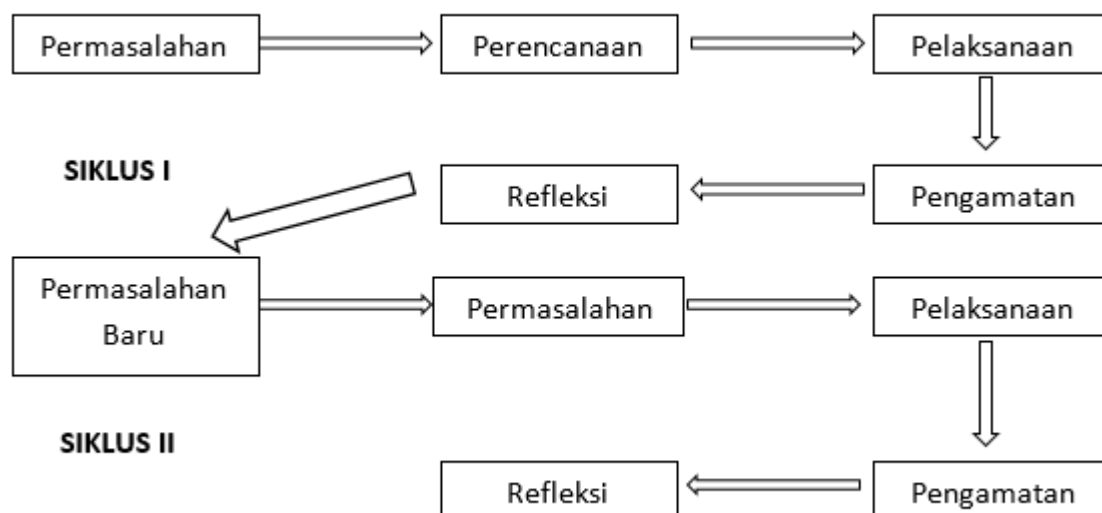 Permasalahan
Perencanaan
Pelaksanaan
SIKLUS I
Refleksi
Pengamatan
Permasalahan
Baru
Permasalahan
Pelaksanaan
SIKLUS II
Refleksi
Pengamatan